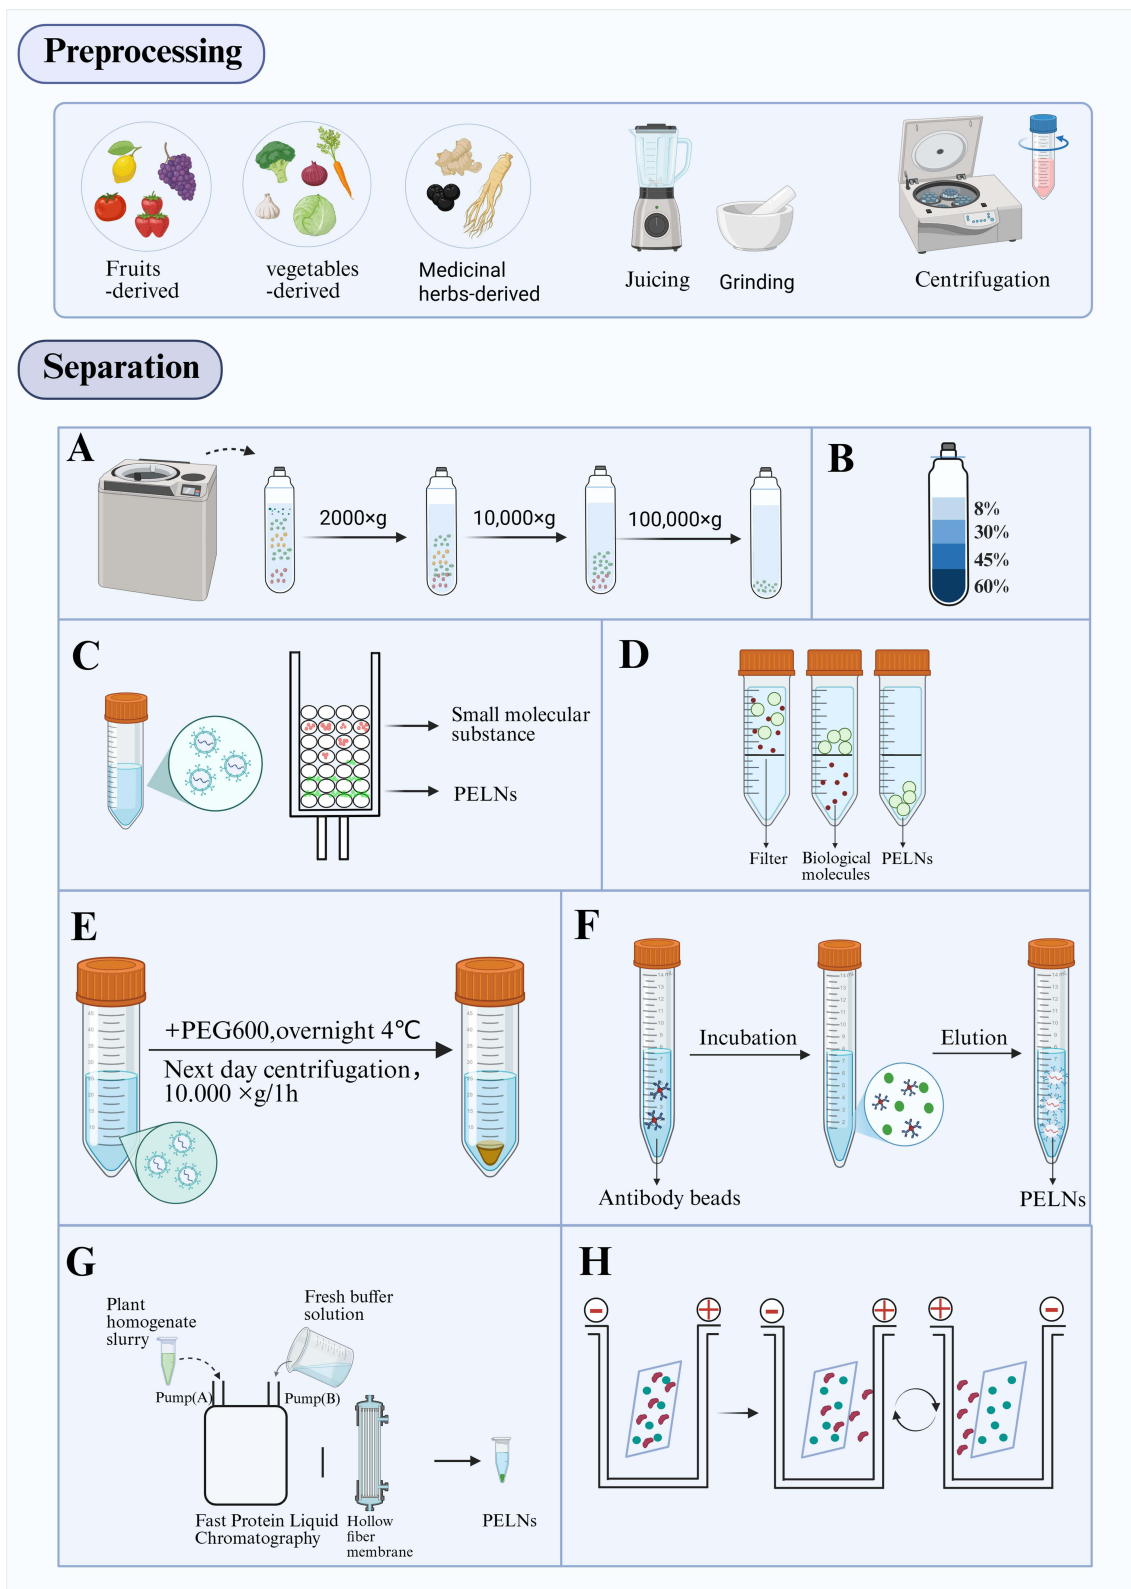 Preprocessing
Fruits
-derived
vegetables
-derived
Medicinal
herbs-derived
Juicing
Grinding
Centrifugation
Separation
A
2000×g
10,000×g
100,000×g
B
8%
30%
45%
60%
C
Small molecular
substance
PELNs
D
Filter
Biological
molecules
PELNs
E
+PEG600,overnight 4℃
Next day centrifugation，
10.000 ×g/1h
F
Incubation
Elution
Antibody beads
PELNs
G
Plant
homogenate
slurry
Fresh buffer
solution
Pump(A)
Pump(B)
Fast Protein Liquid
Chromatography
Hollow
fiber
membrane
PELNs
H